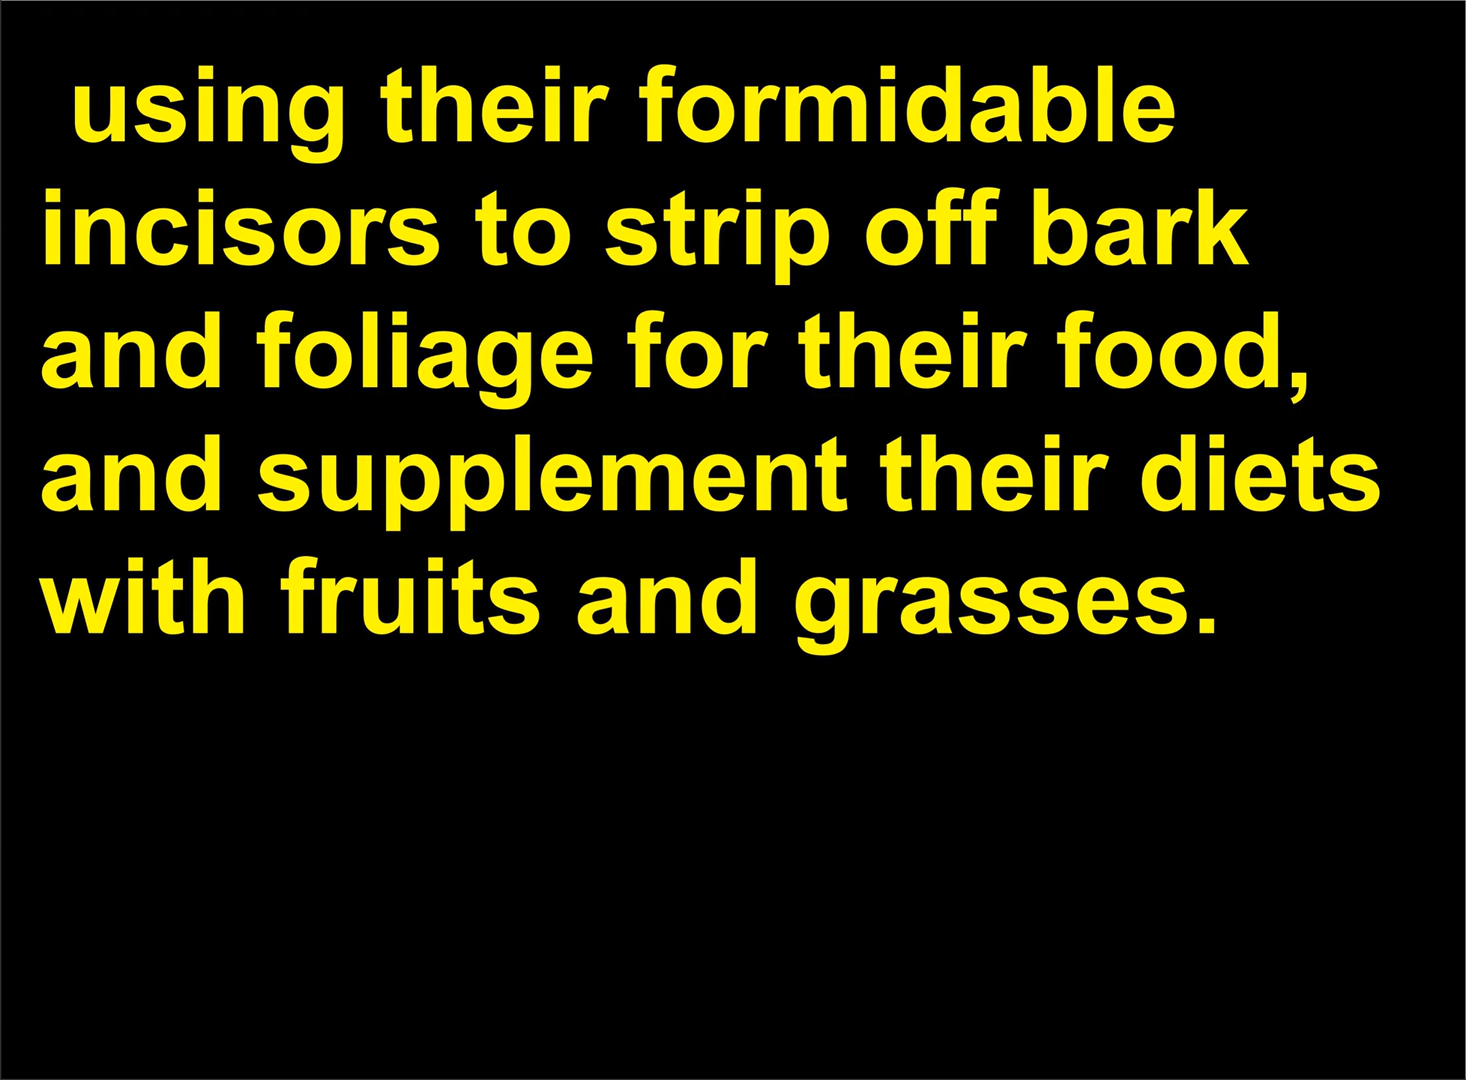 using their formidable
incisors to strip off bark
and foliage for their food,
and supplement their diets
with fruits and grasses.